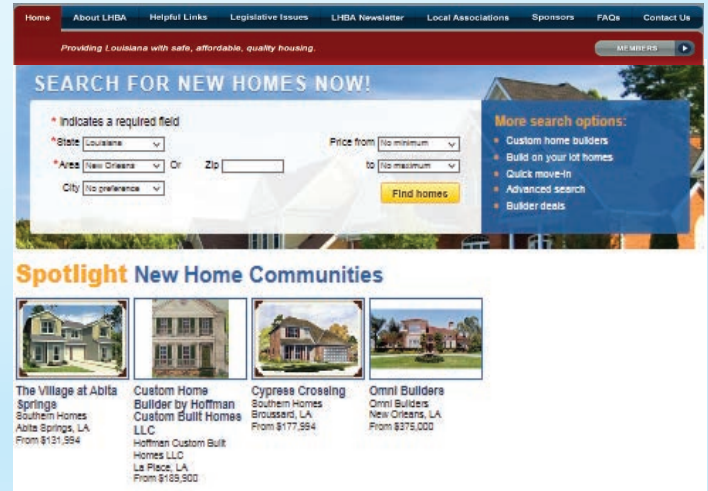 Home About LHBA Helpful Links Legislative Issues LHBA Newsletter Local Associations Sponsors FAQs Contact Us
Providing Louisiana with safe, affordable, quality housing.
MEMBERS
SEARCH FOR NEW HOMES NOW!
* Indicates a required field
*State Louisiana
Price from No minimum
*Area New Orleans Or Zip
to No maximum
City No preference
Find homes
More search options:
Custom home builders
Build on your lot homes
Quick move-in
Advanced search
Builder deals
Spotlight New Home Communities
The Village at Abita
Springs
Southern Homes
Abita Springs, LA
From $131,994
Custom Home
Builder by Hoffman
Custom Built Homes
LLC
Hoffman Custom Built
Homes LLC
La Place, LA
From $189,900
Cypress Crossing
Southern Homes
Broussard, LA
From $177,994
Omni Builders
Omni Builders
New Orleans, LA
From $375,000